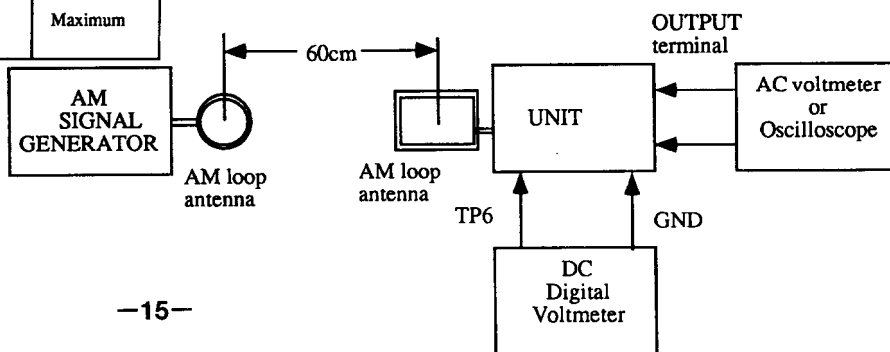 Maximum
60cm
OUTPUT
terminal
AM
SIGNAL
GENERATOR
AM loop
antenna
AM loop
antenna
UNIT
AC voltmeter
or
Oscilloscope
TP6
GND
DC
Digital
Voltmeter
—15—